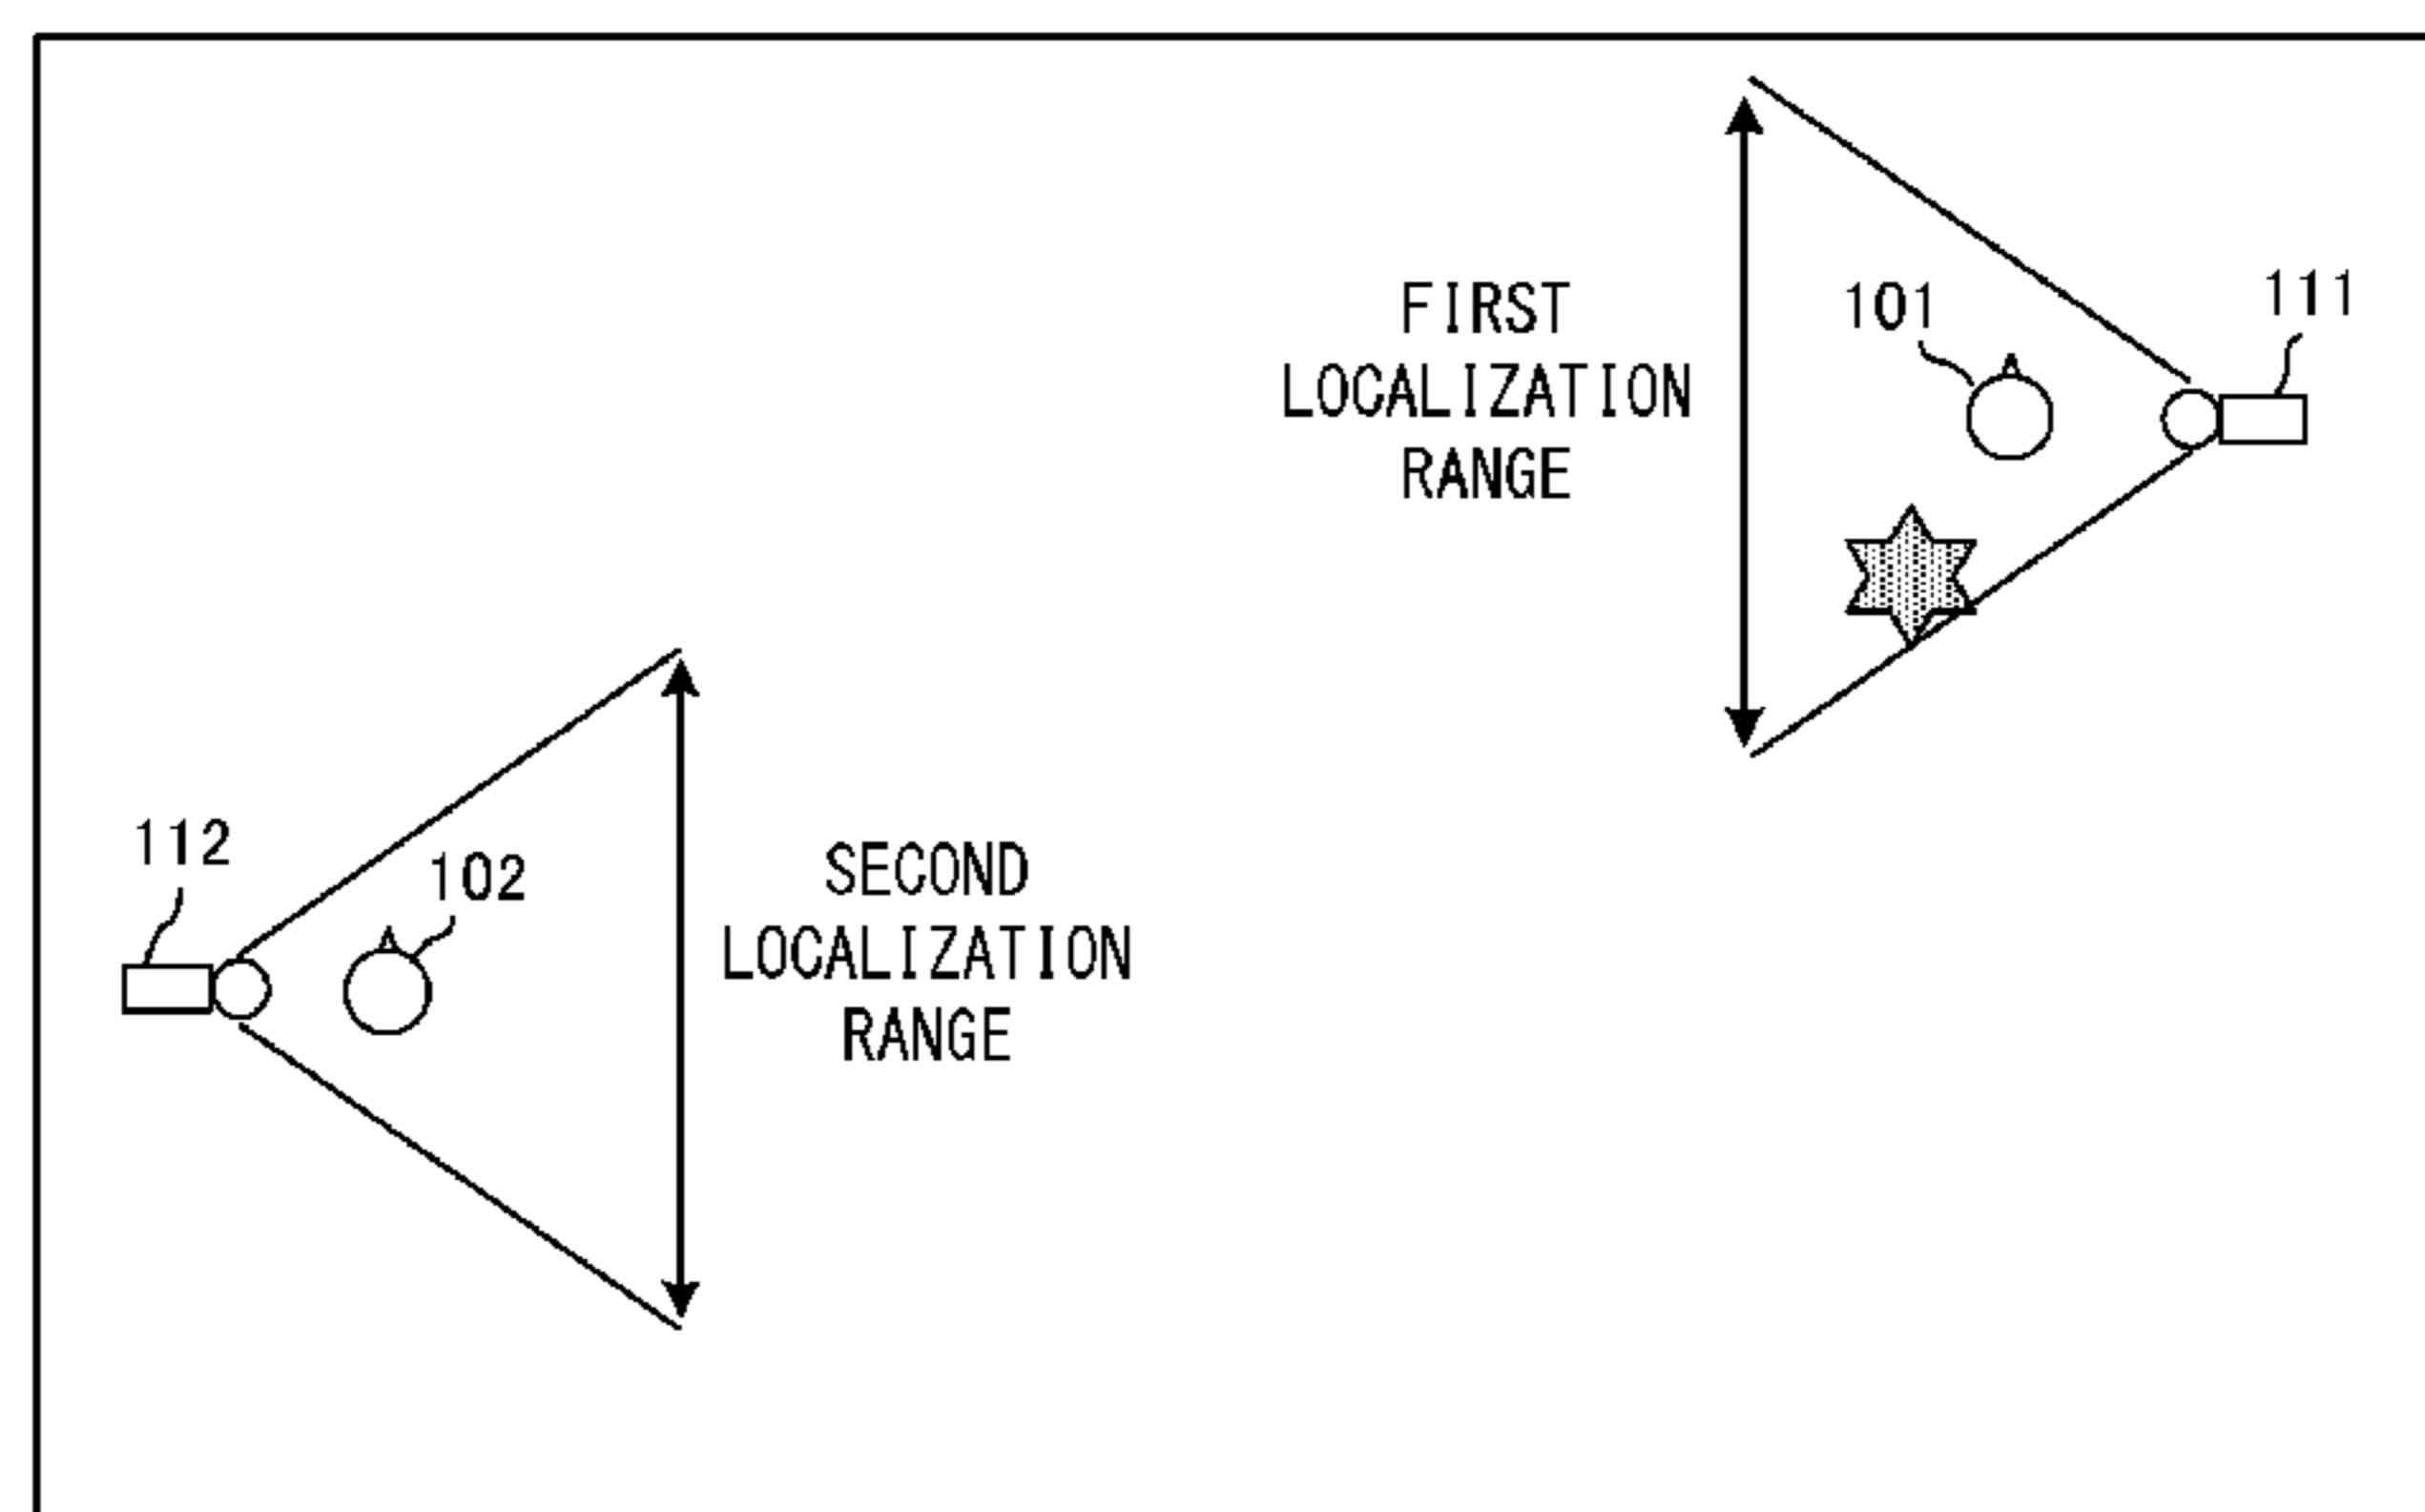 FIRST
LOCALIZATION
RANGE
101
111
112
102
SECOND
LOCALIZATION
RANGE